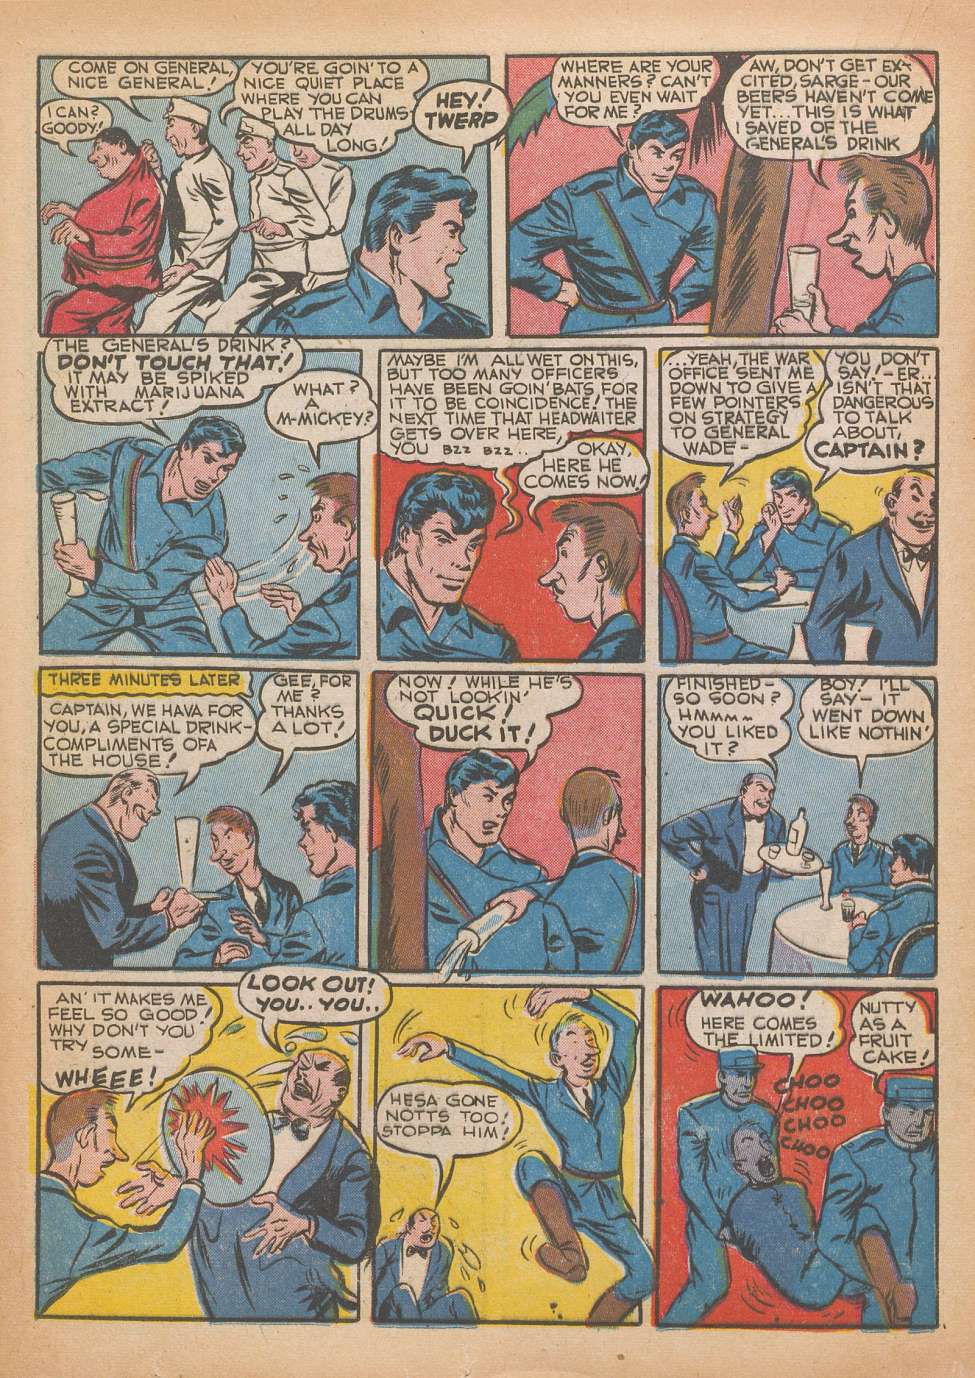 COME ON GENERAL,
NICE GENERAL!
I CAN?
GOODY!
YOU'RE GOIN' TO A
NICE QUIET PLACE
WHERE YOU CAN
PLAY THE DRUMS
ALL DAY
LONG!
HEY!
TWERP
WHERE ARE YOUR
MANNERS? CAN'T
YOU EVEN WAIT
FOR ME?
AW, DON'T GET EX-
CITED, SARGE - OUR
BEERS HAVEN'T COME
YET... THIS IS WHAT
I SAVED OF THE
GENERAL'S DRINK
THE GENERAL'S DRINK?
DON'T TOUCH THAT!
IT MAY BE SPIKED
WITH MARIJUANA
EXTRACT!
WHAT?
A
M-MICKEY?
MAYBE I'M ALL WET ON THIS,
BUT TOO MANY OFFICERS
HAVE BEEN GOIN' BATS FOR
IT TO BE COINCIDENCE! THE
NEXT TIME THAT HEADWAITER
GETS OVER HERE,
YOU BZZ BZZ..
OKAY,
HERE HE
COMES NOW!
...YEAH, THE WAR
OFFICE SENT ME
DOWN TO GIVE A
FEW POINTERS
ON STRATEGY
TO GENERAL
WADE-
YOU DON'T
SAY! - ER...
ISN'T THAT
DANGEROUS
TO TALK
ABOUT,
CAPTAIN?
THREE MINUTES LATER
CAPTAIN, WE HAVA FOR
YOU, A SPECIAL DRINK-
COMPLIMENTS OFA
THE HOUSE!
GEE, FOR
ME?
THANKS
A LOT!
NOW! WHILE HE'S
NOT LOOKIN'
QUICK!
DUCK IT!
FINISHED-
SO SOON?
HMMMM
YOU LIKED
IT?
BOY! I'LL
SAY- IT
WENT DOWN
LIKE NOTHIN'
AN' IT MAKES ME
FEEL SO GOOD!
WHY DON'T YOU
TRY SOME-
WHEEE!
LOOK OUT!
YOU..YOU..
HESA GONE
NOTTS TOO!
STOPPA HIM!
WAHOO!
HERE COMES
THE LIMITED!
CHOO
CHOO
CHOO
CHOO
NUTTY
AS A
FRUIT
CAKE!